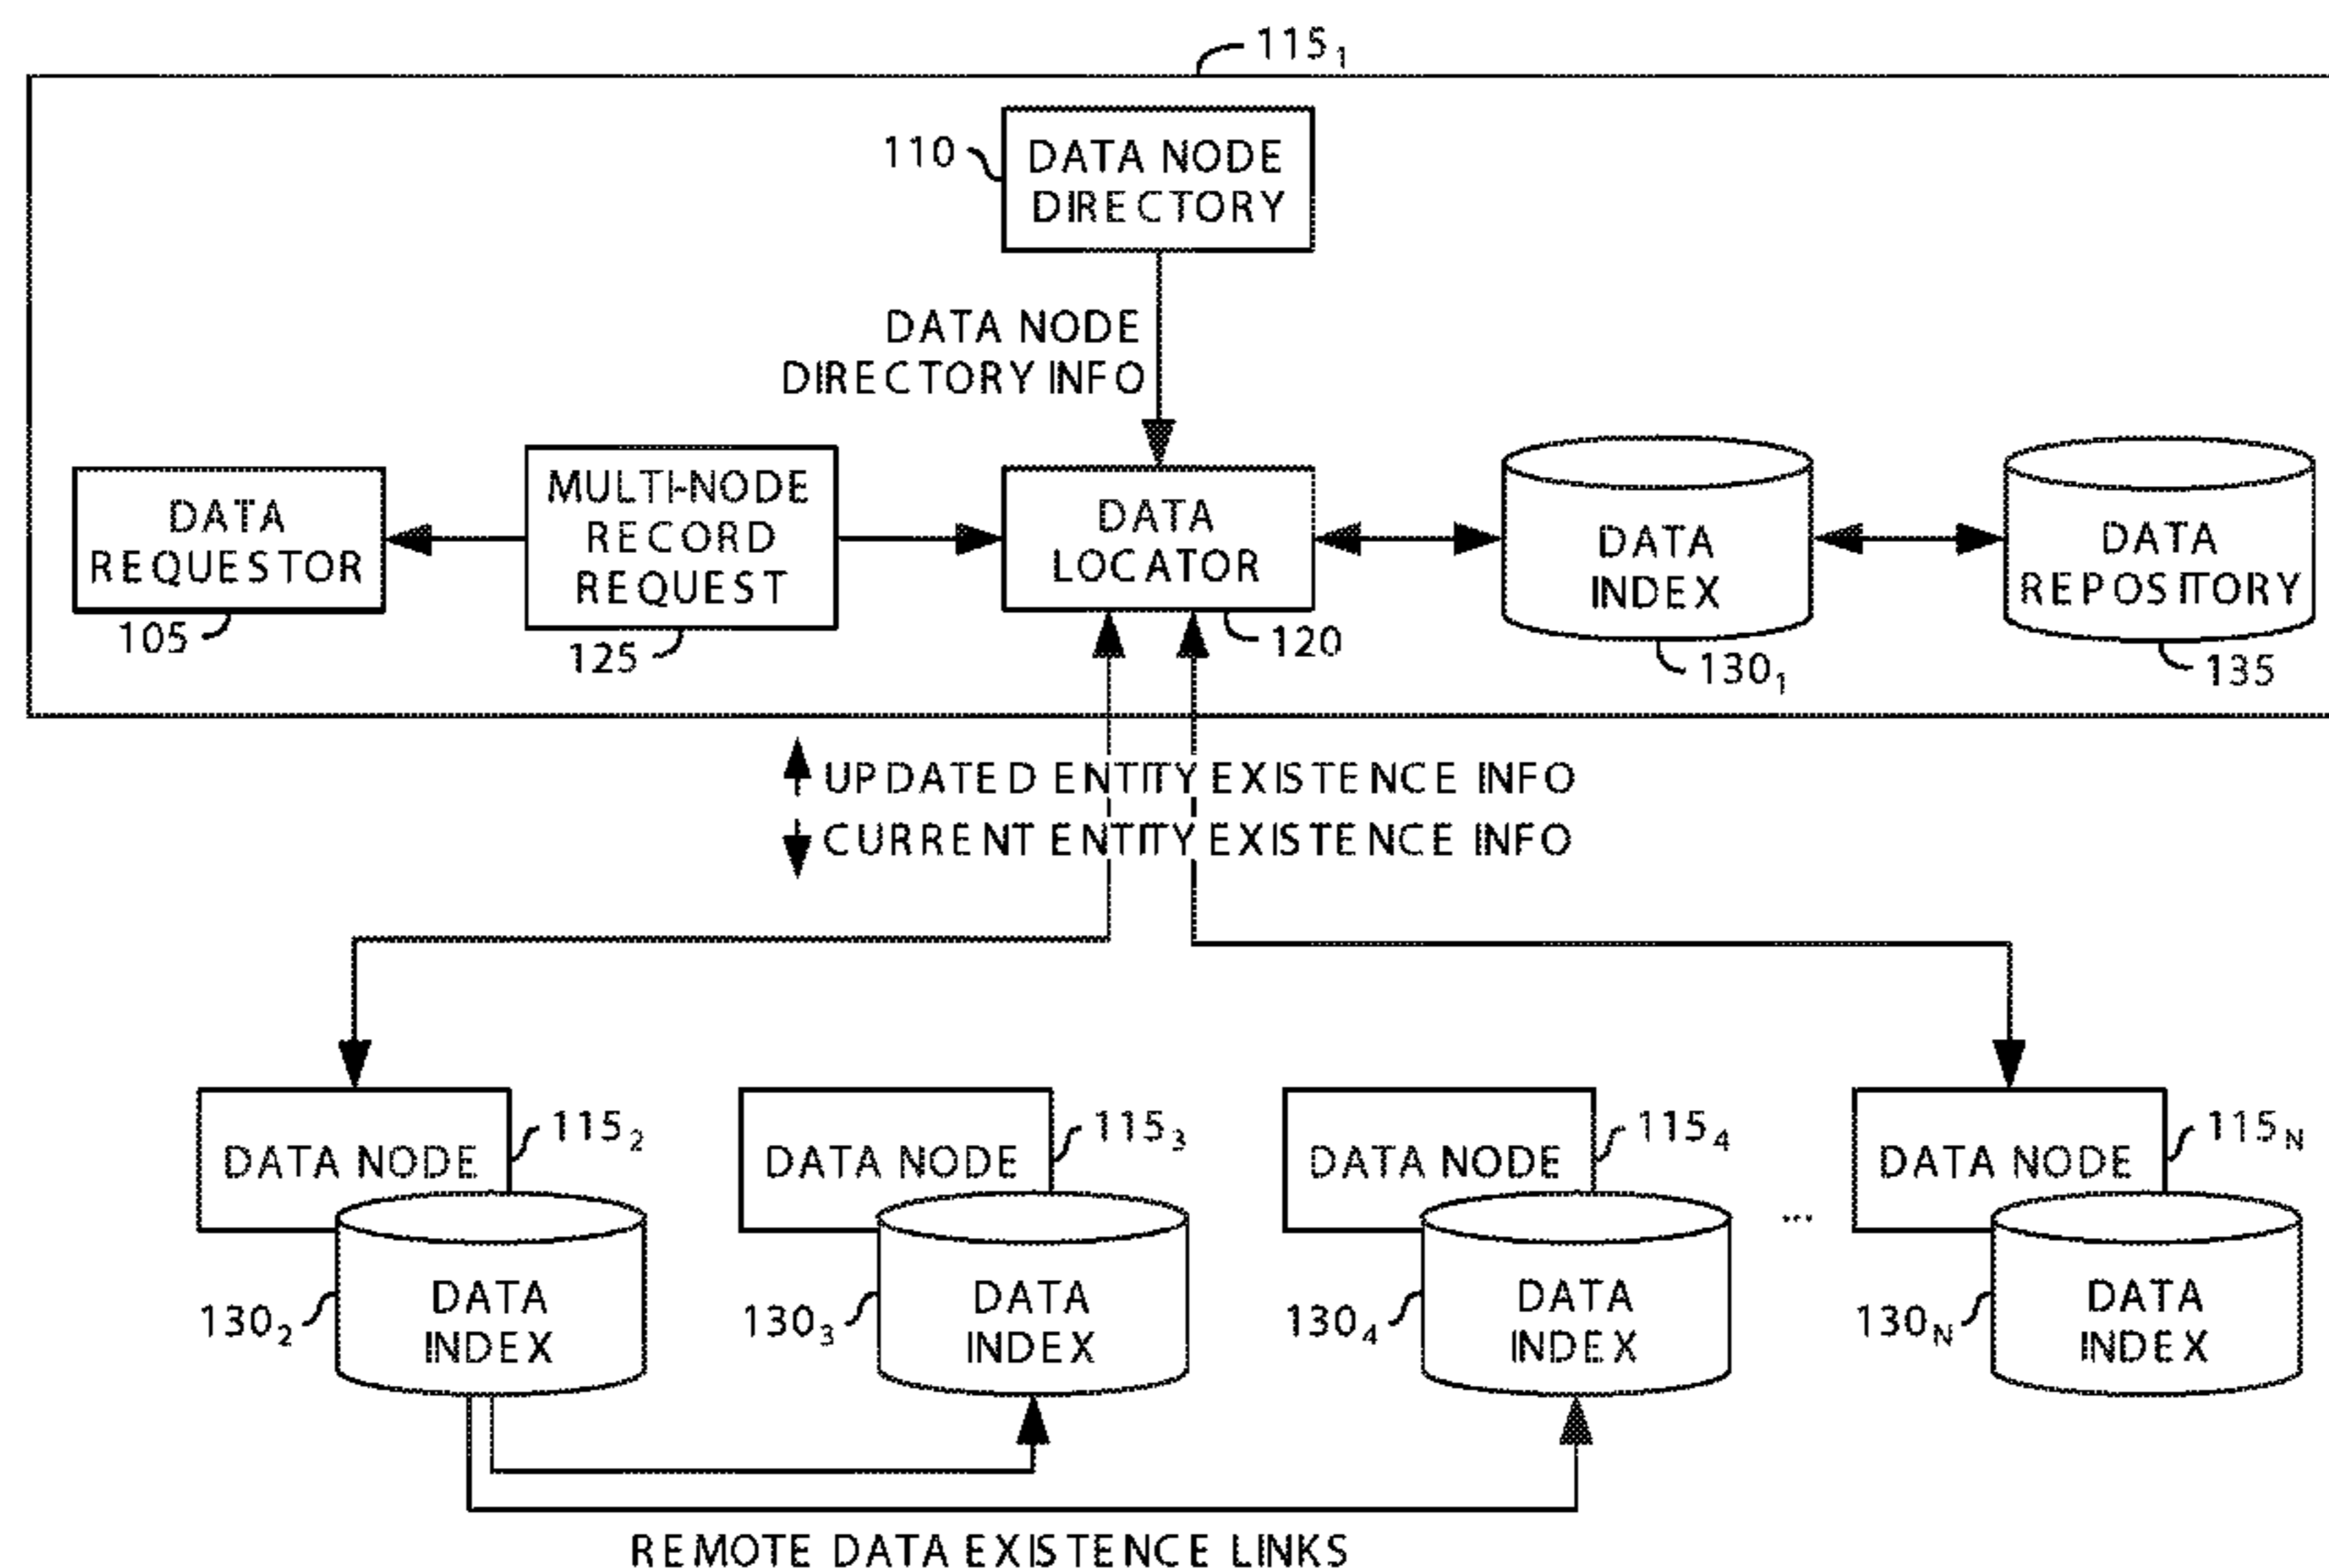 115₁
110
DATA NODE
DIRECTORY
DATA NODE
DIRECTORY INFO
DATA
REQUESTOR
105
MULTI-NODE
RECORD
REQUEST
125
DATA
LOCATOR
120
DATA
INDEX
130₁
DATA
REPOSITORY
135
UPDATED ENTITY EXISTENCE INFO
CURRENT ENTITY EXISTENCE INFO
DATA NODE
115₂
130₂
DATA
INDEX
DATA NODE
115₃
130₃
DATA
INDEX
DATA NODE
115₄
130₄
DATA
INDEX
...
DATA NODE
115_N
130_N
DATA
INDEX
REMOTE DATA EXISTENCE LINKS